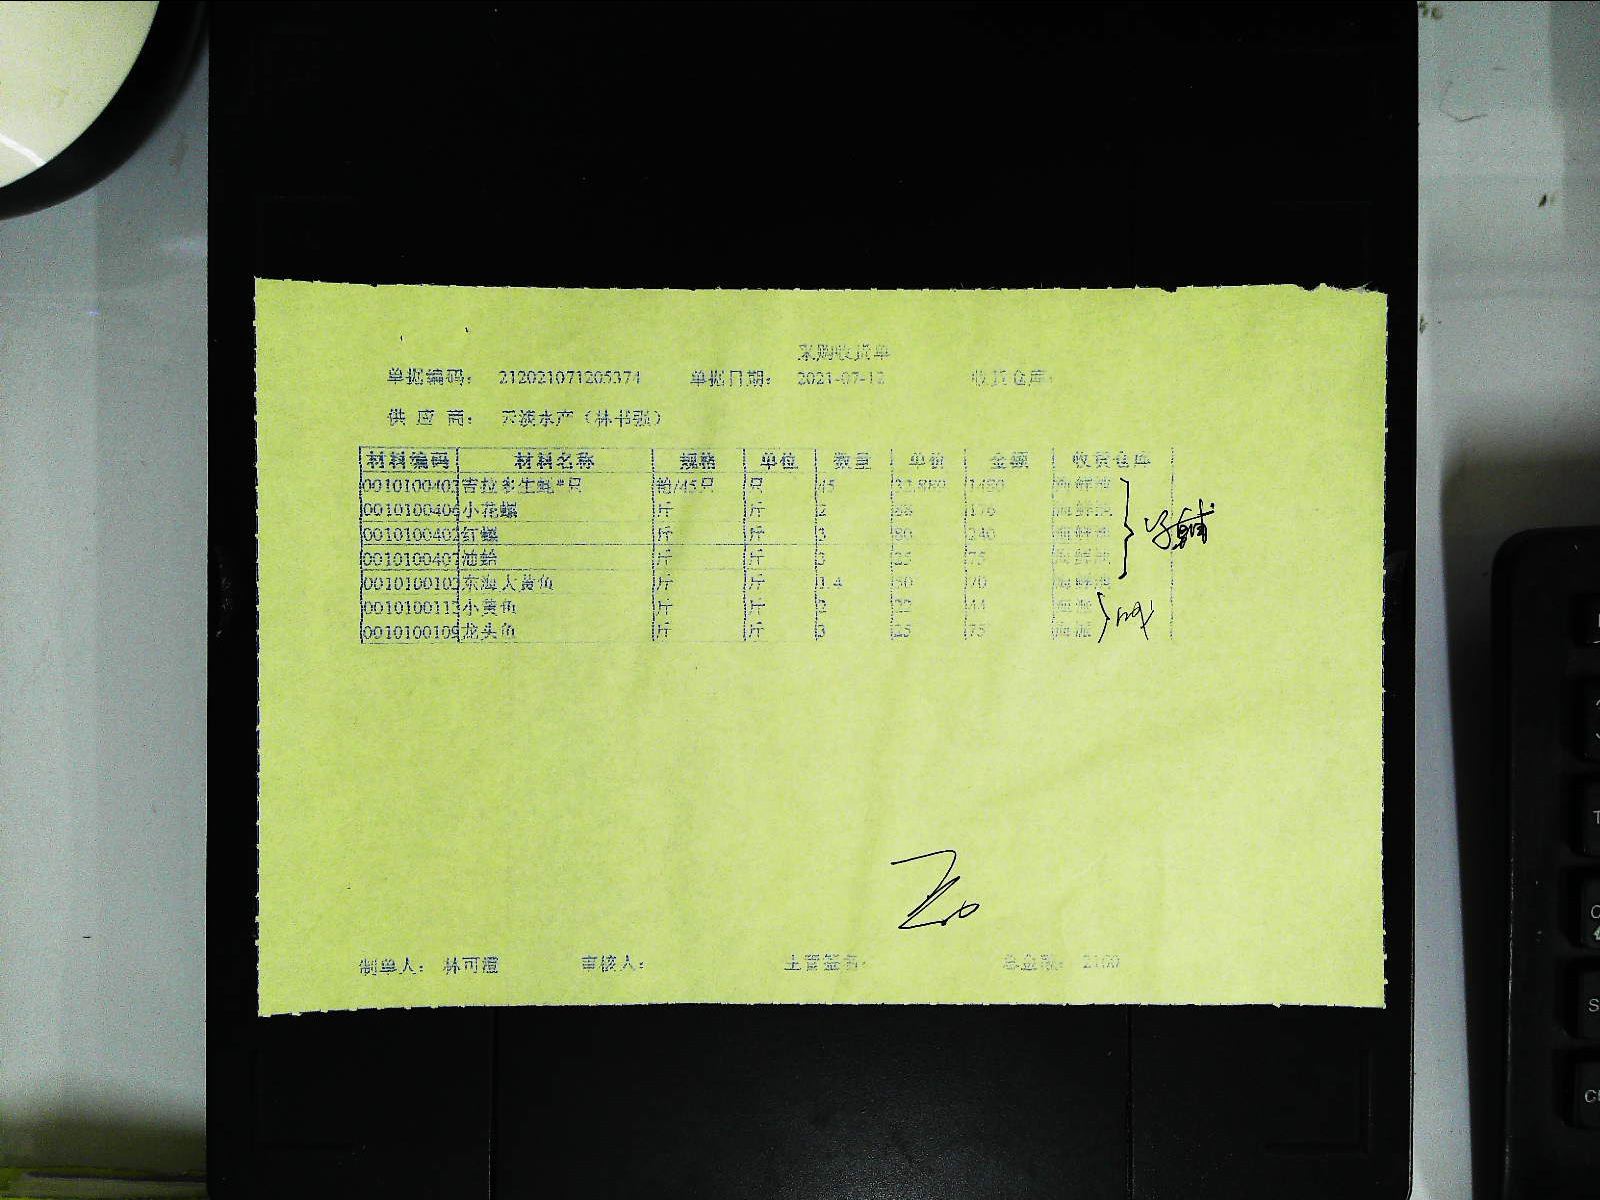 采购收货单
单据编码： 212021071205374 单据日期： 2021-07-12 收货仓库：
供 应 商： 云淡水产（林书强）
材料编码 材料名称 规格 单位 数量 单价 金额 收货仓库
0010100402 吉拉多生蚝*只 箱/45只 只 45 32.889 1480 海鲜池
0010100406 小花螺 斤 斤 2 88 176 海鲜池
0010100402 红螺 斤 斤 3 80 240 海鲜池
0010100407 油蛤 斤 斤 3 25 75 海鲜池
0010100102 东海大黄鱼 斤 斤 1.4 50 70 海鲜池
0010100113 小黄鱼 斤 斤 2 22 44 海派
0010100109 龙头鱼 斤 斤 3 25 75 海派
制单人： 林可澄 审核人： 主管签名： 总金额： 2160